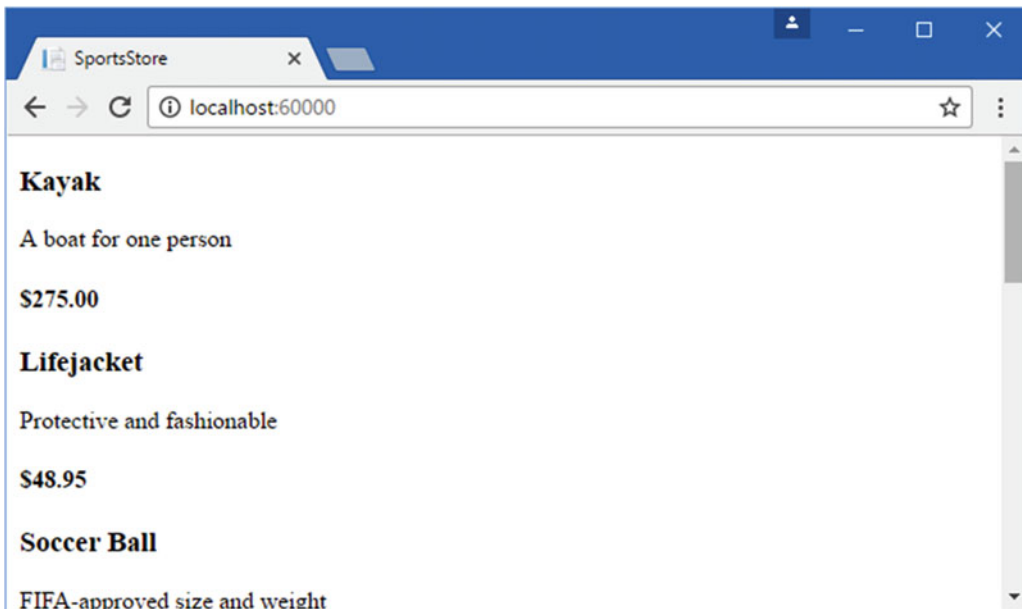 SportsStore
localhost:60000
Kayak
A boat for one person
$275.00
Lifejacket
Protective and fashionable
$48.95
Soccer Ball
FIFA-approved size and weight